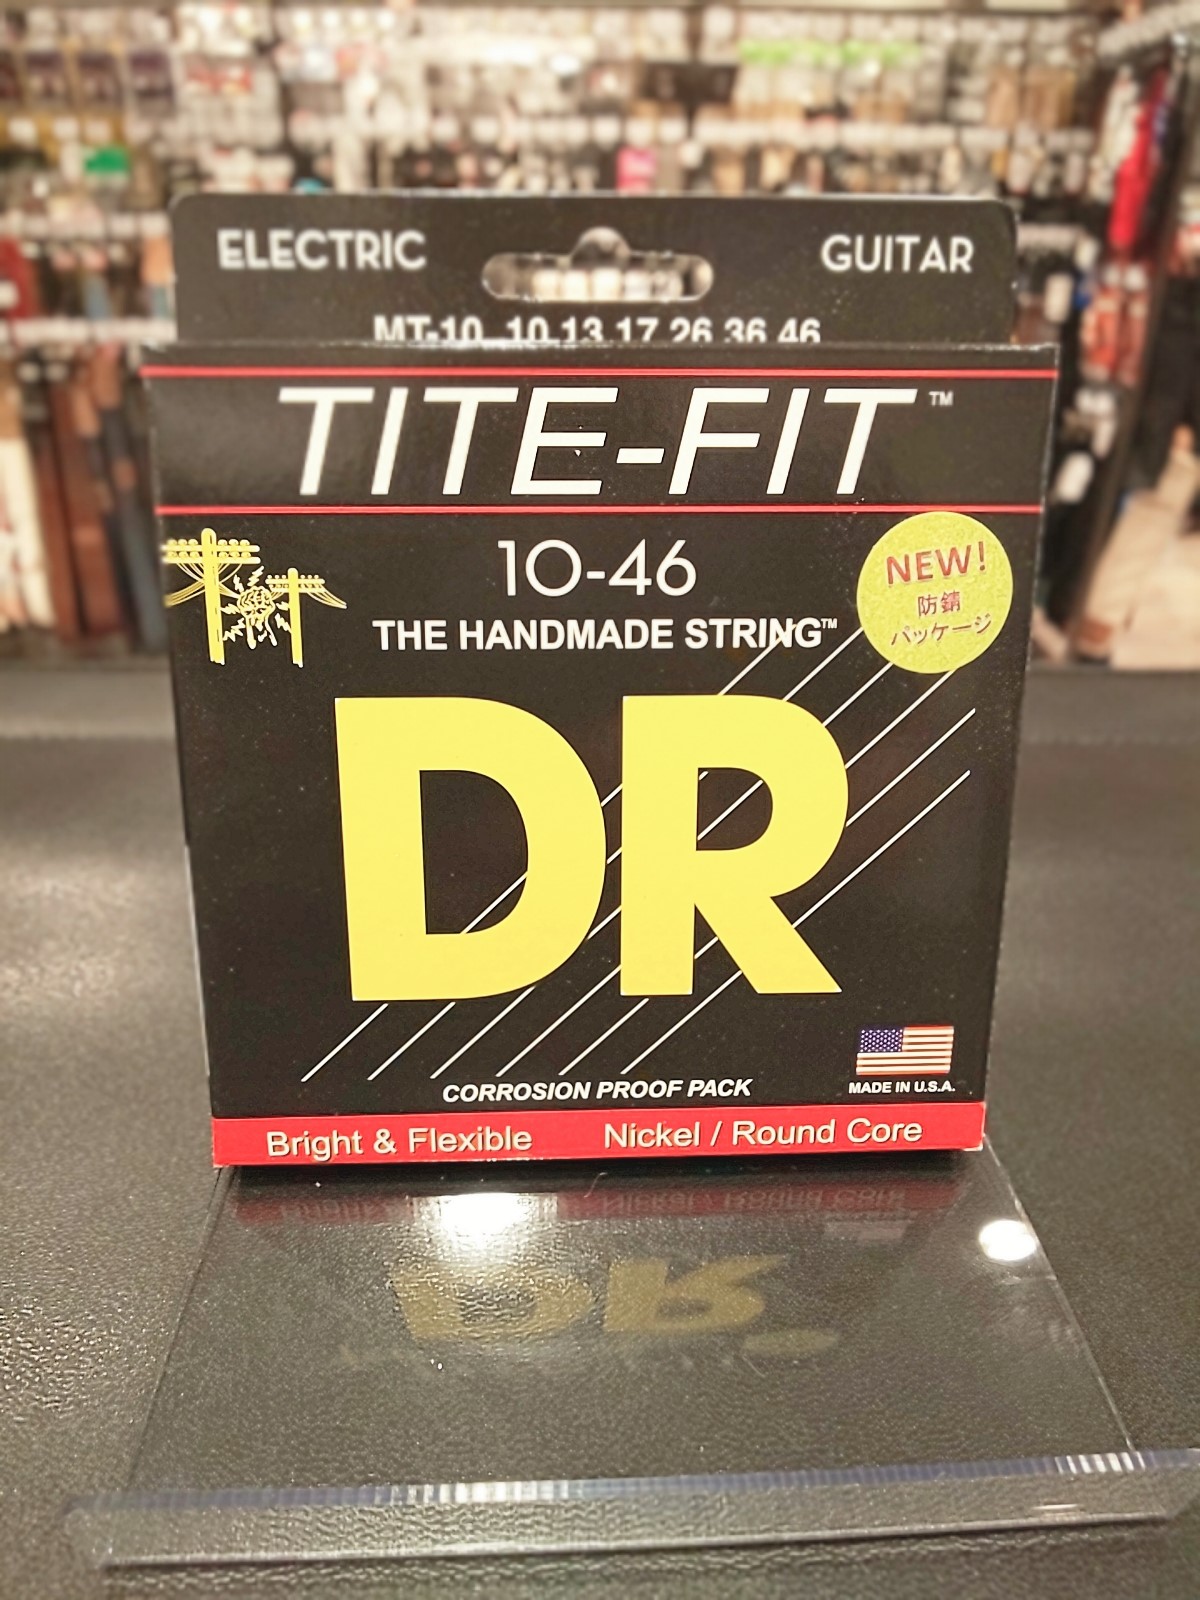 ELECTRIC GUITAR
MT-10 10 13 17 26 36 46
TITE-FIT™
10-46
THE HANDMADE STRING™
NEW!
防錆
パッケージ
DR
MADE IN U.S.A.
CORROSION PROOF PACK
Bright & Flexible Nickel / Round Core